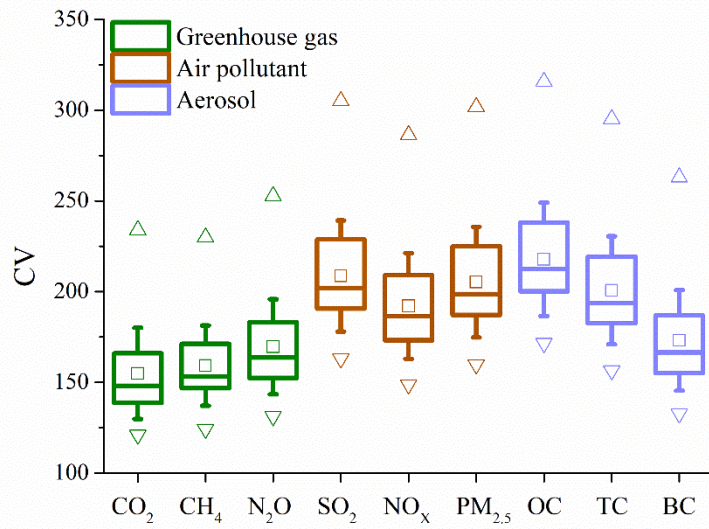 350
300
250
200
150
100
CV
Greenhouse gas
Air pollutant
Aerosol
CO₂ CH₄ N₂O SO₂ NOₓ PM₂.₅ OC TC BC